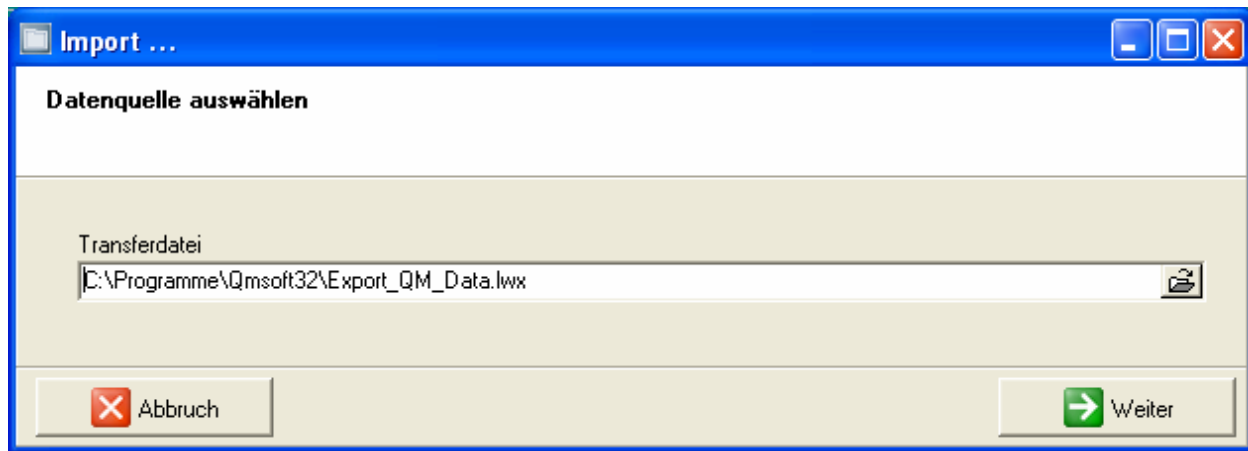 Import ...
Datenquelle auswählen
Transferdatei
C:\Programme\Qmsoft32\Export_QM_Data.lwx
Abbruch
Weiter